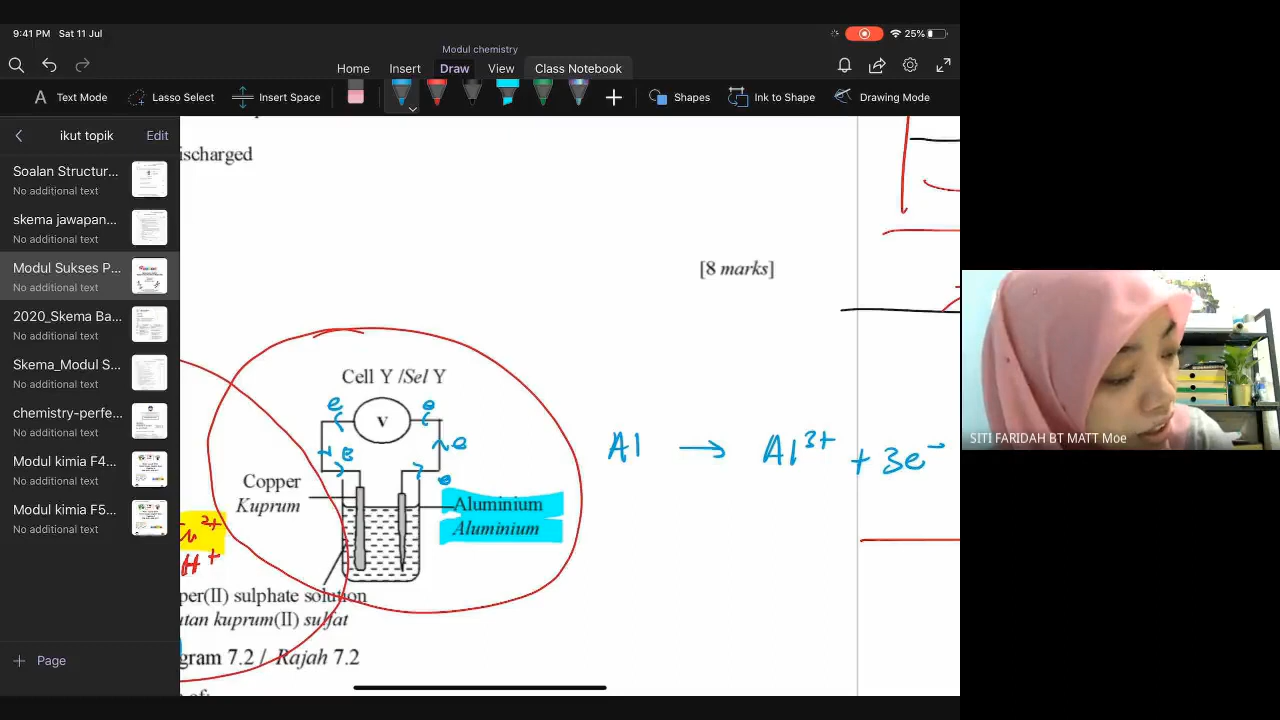 9:41 PM Sat 11 Jul
25%
Modul chemistry
Home Insert Draw View Class Notebook
Text Mode Lasso Select Insert Space Shapes Ink to Shape Drawing Mode
ikut topik Edit
Soalan Structur...
No additional text
skema jawapan...
No additional text
Modul Sukses P...
No additional text
2020_Skema Ba...
No additional text
Skema_Modul S...
No additional text
chemistry-perfe...
No additional text
Modul kimia F4...
No additional text
Modul kimia F5...
No additional text
Page
ischarged
[8 marks]
Cell Y /Sel Y
e e
V
e
e
Copper
Kuprum
Aluminium
Aluminium
Al → Al3+ + 3e-
2+
H+
per(II) sulphate solution
utan kuprum(II) sulfat
gram 7.2 / Rajah 7.2
SITI FARIDAH BT MATT Moe